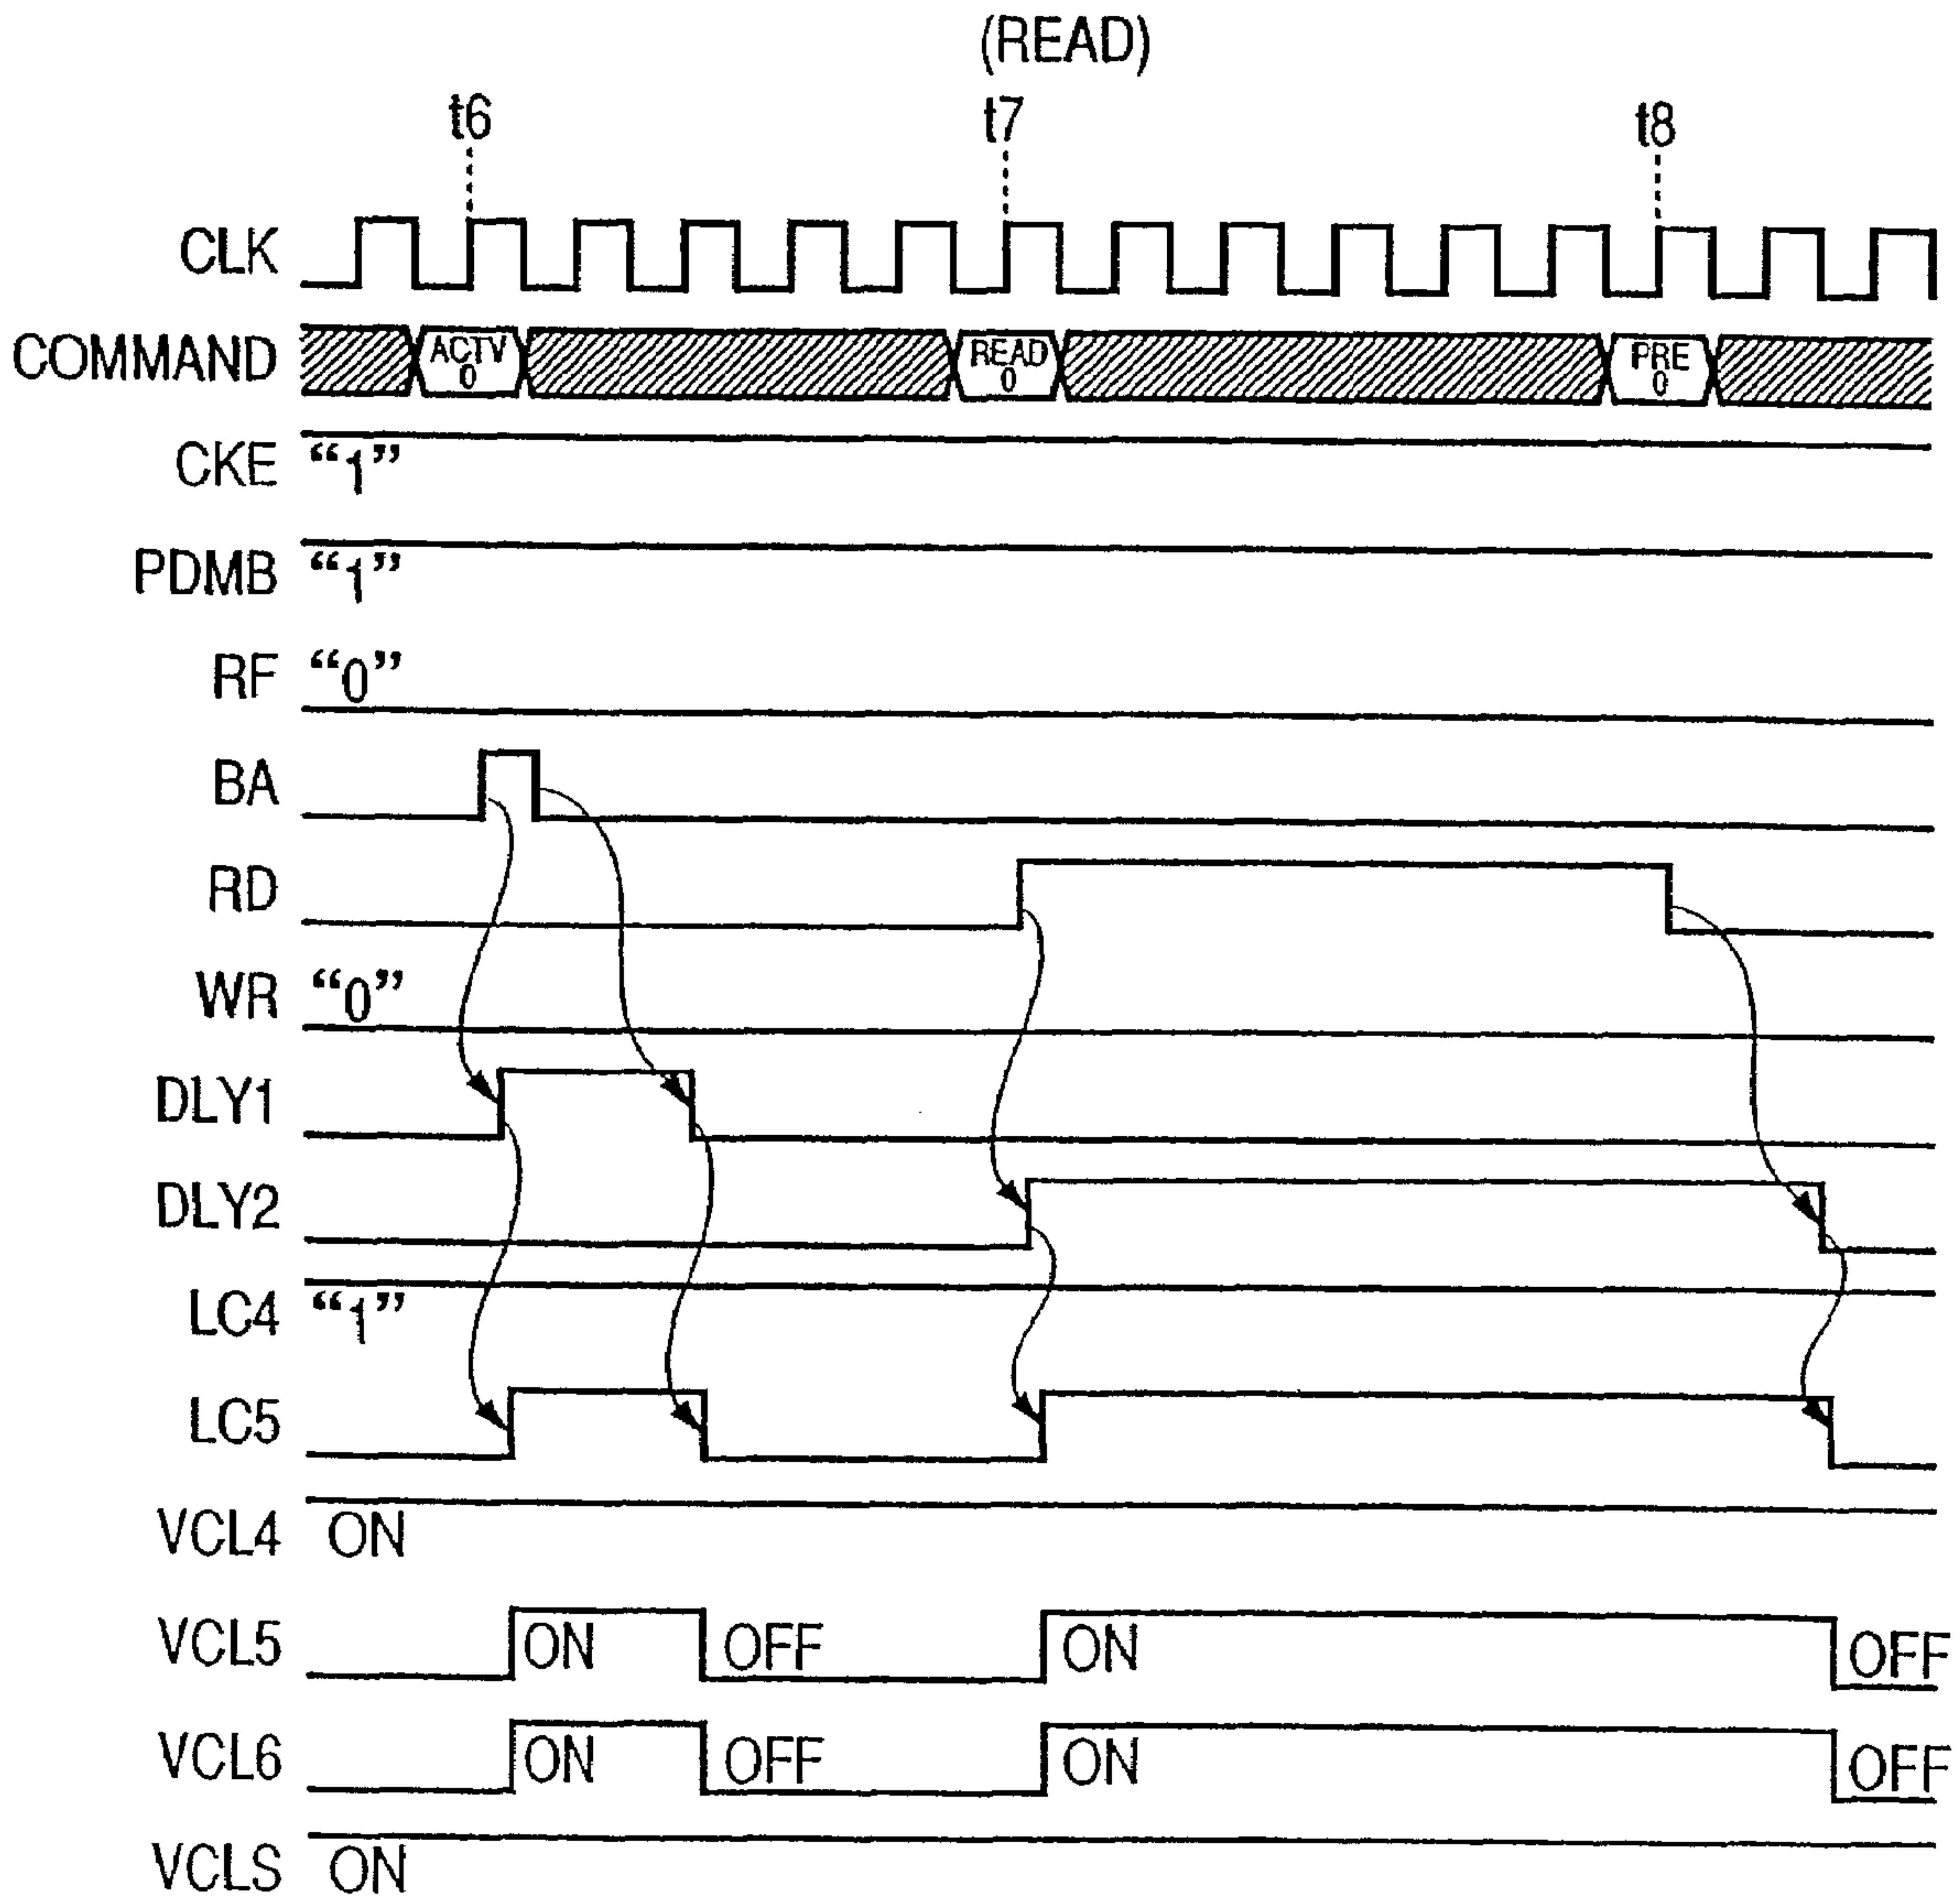 (READ)
t6 t7 t8
CLK
COMMAND ACTV 0 READ 0 PRE 0
CKE “1”
PDMB “1”
RF “0”
BA
RD
WR “0”
DLY1
DLY2
LC4 “1”
LC5
VCL4 ON
VCL5 ON OFF ON OFF
VCL6 ON OFF ON OFF
VCLS ON